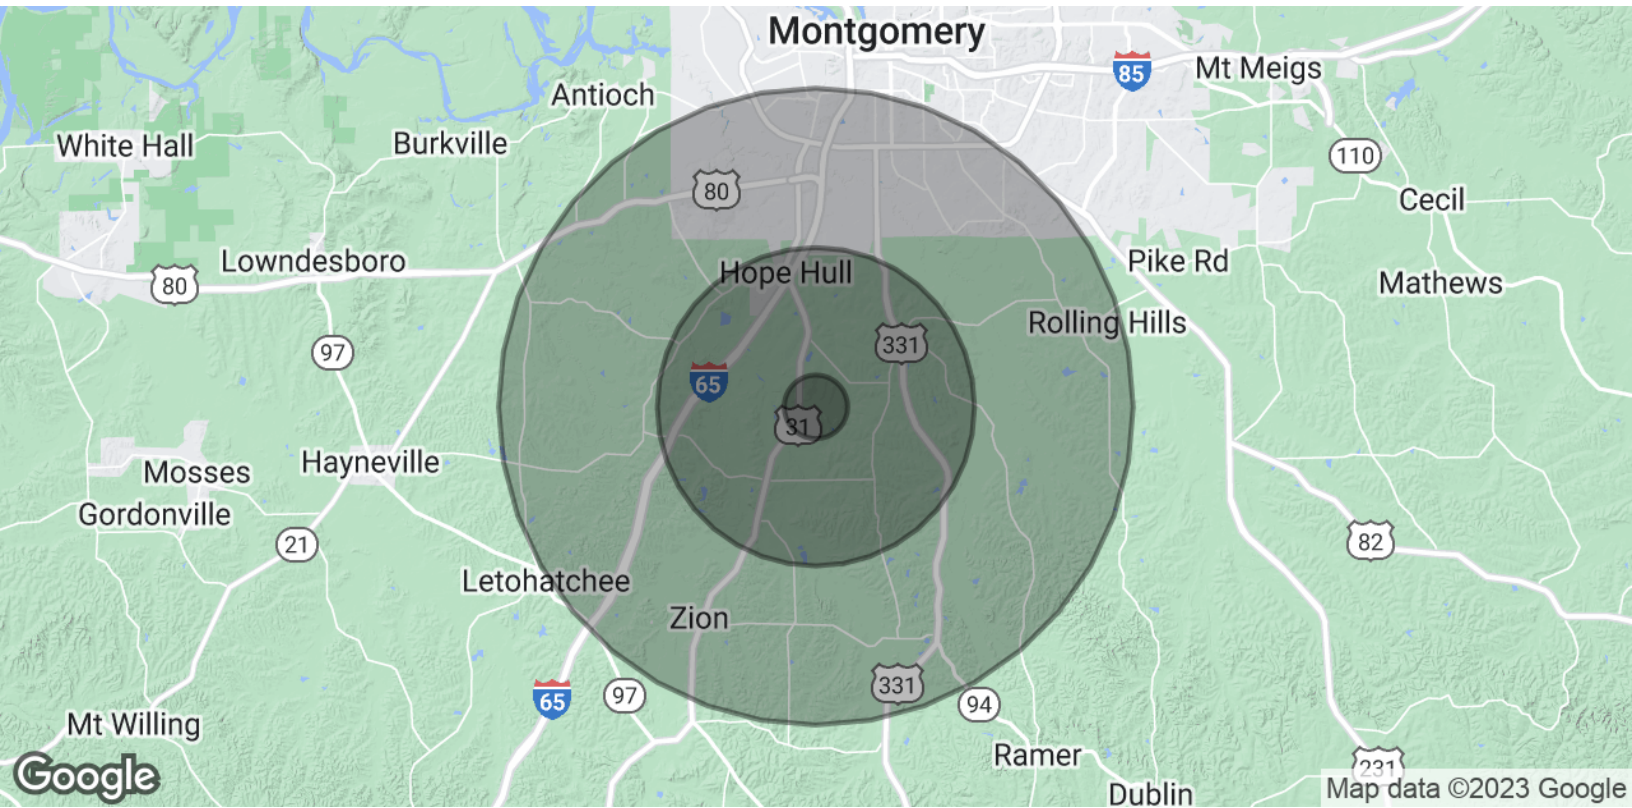 Montgomery
85
Mt Meigs
Antioch
White Hall
Burkville
110
80
Cecil
Lowndesboro
Hope Hull
Pike Rd
80
Mathews
Rolling Hills
97
331
65
31
Mosses
Hayneville
Gordonville
21
82
Letohatchee
Zion
331
65
97
94
Mt Willing
Ramer
231
Google
Map data ©2023 Google
Dublin